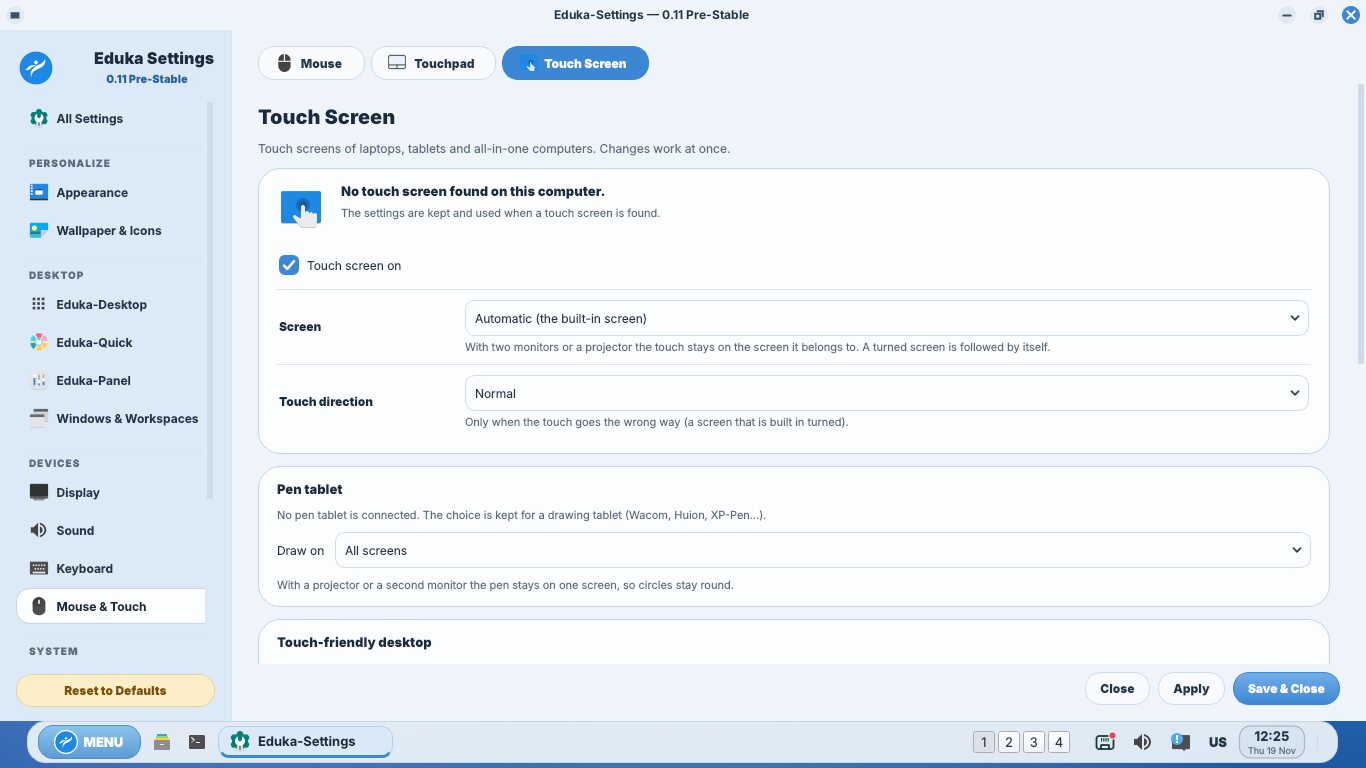 Eduka-Settings — 0.11 Pre-Stable
Eduka Settings
0.11 Pre-Stable
All Settings
PERSONALIZE
Appearance
Wallpaper & Icons
DESKTOP
Eduka-Desktop
Eduka-Quick
Eduka-Panel
Windows & Workspaces
DEVICES
Display
Sound
Keyboard
Mouse & Touch
SYSTEM
Reset to Defaults
Mouse
Touchpad
Touch Screen
Touch Screen
Touch screens of laptops, tablets and all-in-one computers. Changes work at once.
No touch screen found on this computer.
The settings are kept and used when a touch screen is found.
Touch screen on
Screen
Automatic (the built-in screen)
With two monitors or a projector the touch stays on the screen it belongs to. A turned screen is followed by itself.
Touch direction
Normal
Only when the touch goes the wrong way (a screen that is built in turned).
Pen tablet
No pen tablet is connected. The choice is kept for a drawing tablet (Wacom, Huion, XP-Pen...).
Draw on
All screens
With a projector or a second monitor the pen stays on one screen, so circles stay round.
Touch-friendly desktop
Close
Apply
Save & Close
MENU
Eduka-Settings
1
2
3
4
US
12:25
Thu 19 Nov